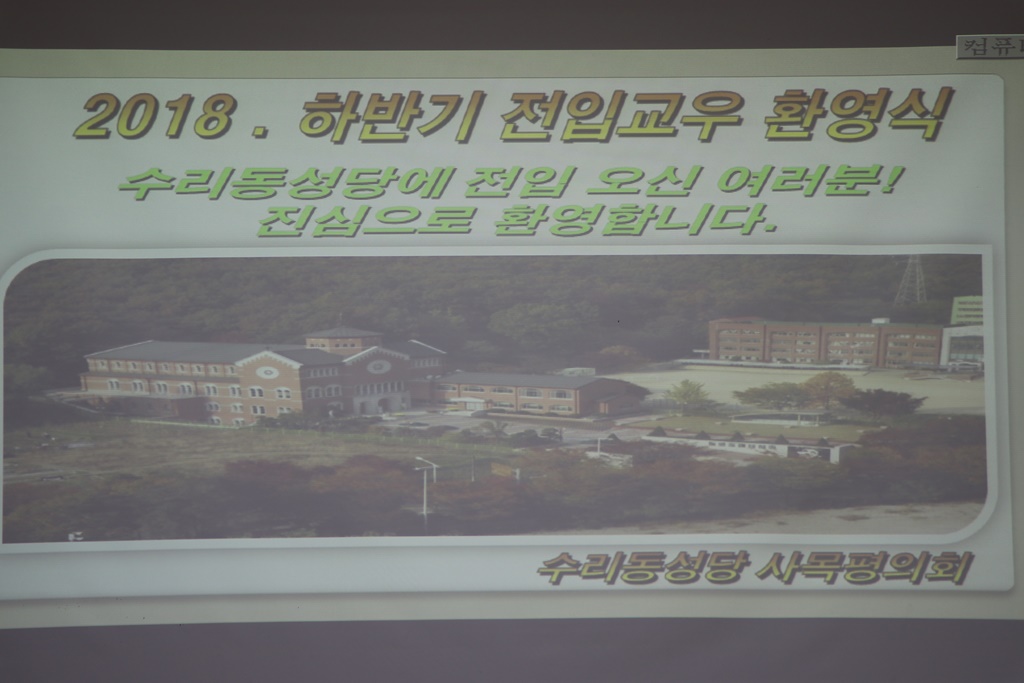 컴퓨
2018 . 하반기 전입교우 환영식
수리동성당에 전입 오신 여러분!
진심으로 환영합니다.
수리동성당 사목평의회